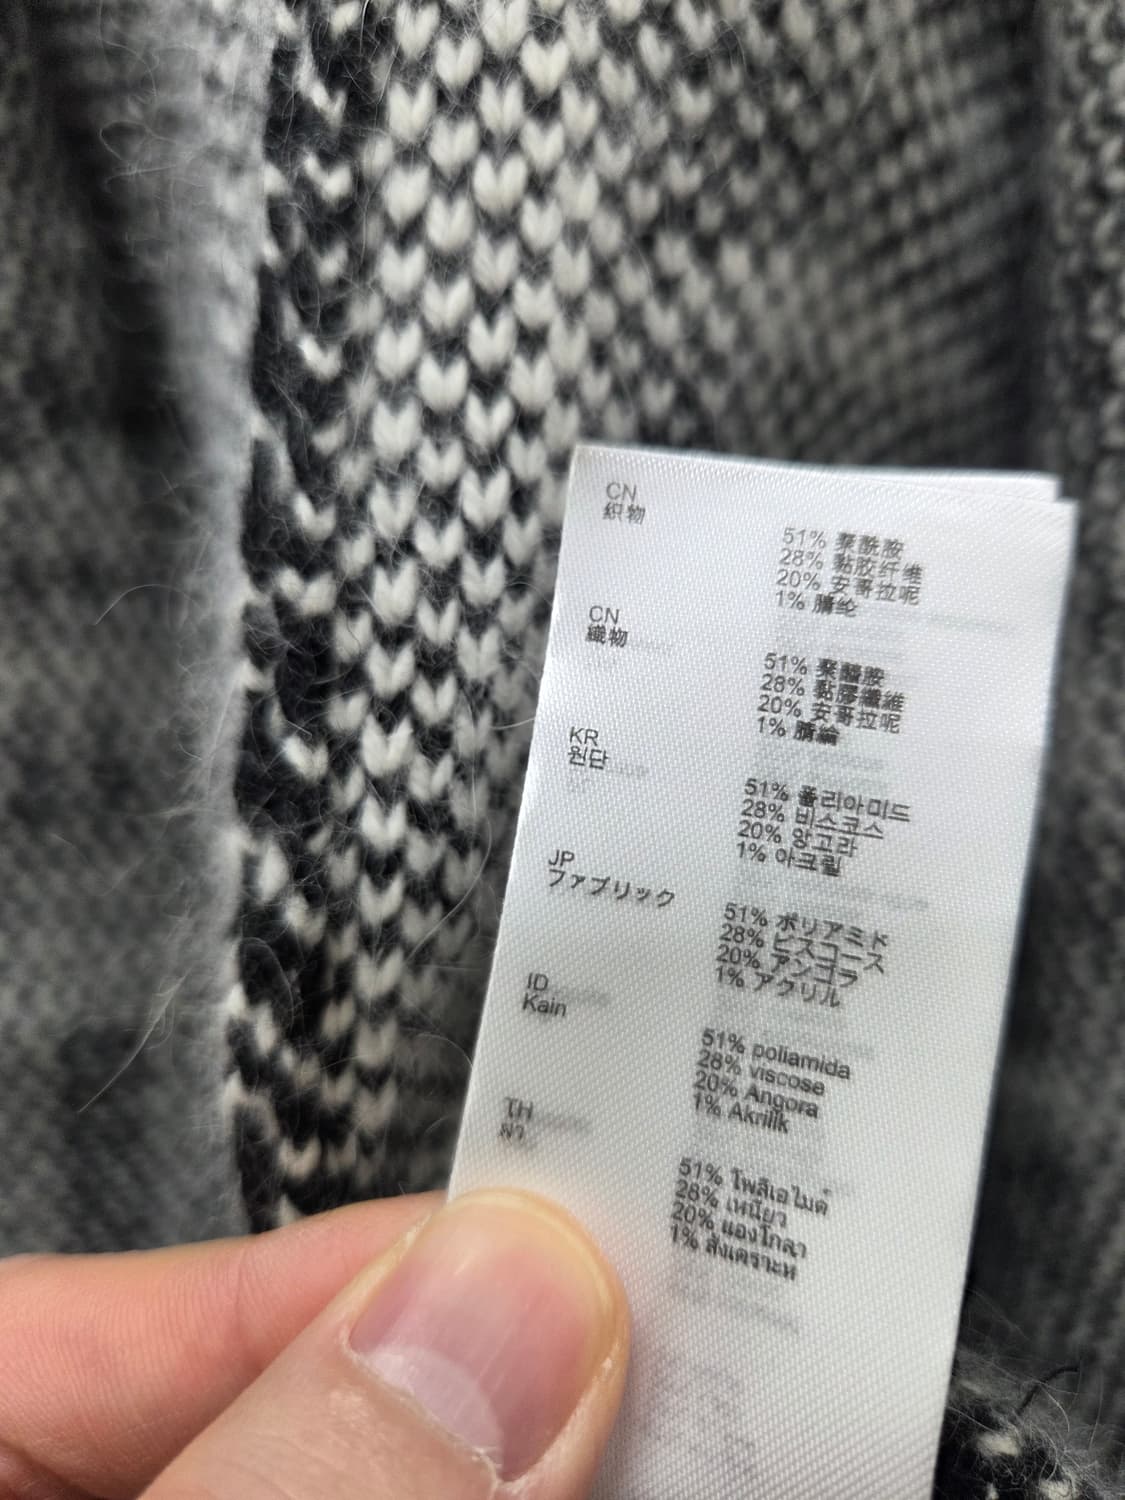 CN
织物
51% 聚酰胺
28% 黏胶纤维
20% 安哥拉呢
1% 腈纶
CN
織物
51% 聚醯胺
28% 黏膠纖維
20% 安哥拉呢
1% 腈綸
KR
원단
51% 폴리아미드
28% 비스코스
20% 앙고라
1% 아크릴
JP
ファブリック
51% ポリアミド
28% ビスコース
20% アンゴラ
1% アクリル
ID
Kain
51% poliamida
28% viscose
20% Angora
1% Akrilik
TH
ผ้า
51% โพลีเอไมด์
28% เหนียว
20% แองโกลา
1% สังเคราะห์